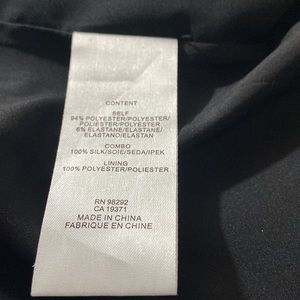 CONTENT
SELF
94% POLYESTER/POLYESTER/
POLIESTER/POLYESTER
6% ELASTANE/ELASTANE/
ELASTANO/ELASTAN
COMBO
100% SILK/SOIE/SEDA/IPEK
LINING
100% POLYESTER/POLIESTER
RN 98292
CA 19371
MADE IN CHINA
FABRIQUE EN CHINE